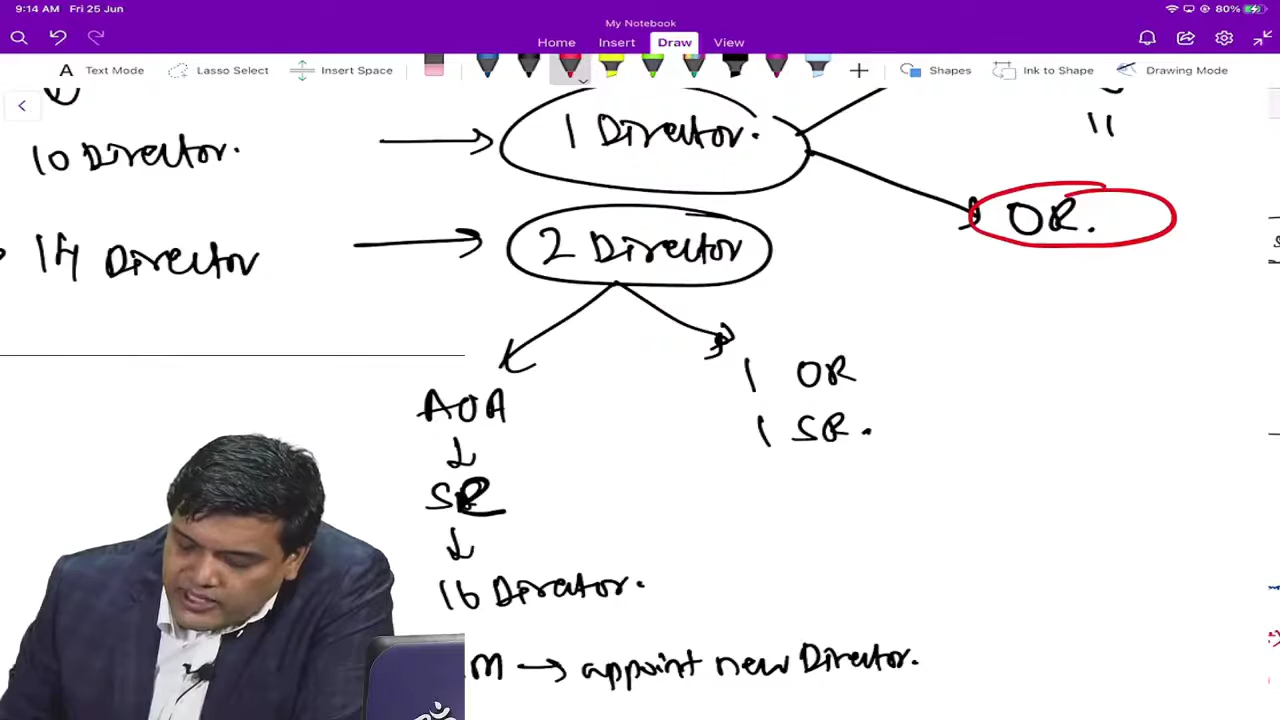 9:14 AM Fri 25 Jun
80%
My Notebook
Home Insert Draw View
Text Mode Lasso Select Insert Space Shapes Ink to Shape Drawing Mode
10 Director. → 1 Director.
11
OR.
14 Director → 2 Director
AOA
↓
SR
↓
16 Director.
1 OR
1 SR.
M → appoint new Director.